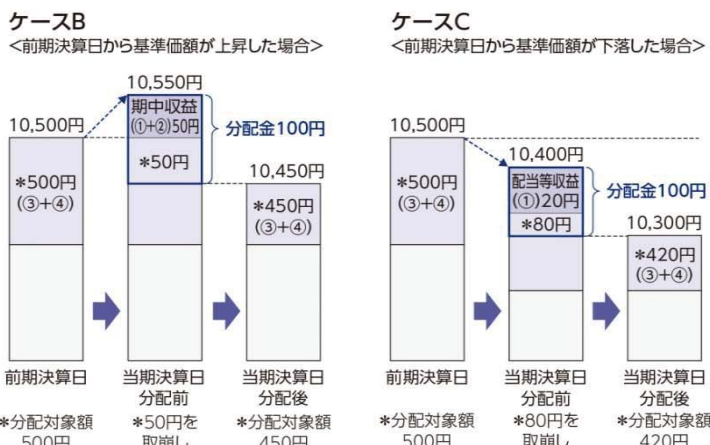 ケースB
<前期決算日から基準価額が上昇した場合>
10,550円
期中収益
(①+②)50円
分配金100円
10,500円
*50円
10,450円
*500円
(③+④)
*450円
(③+④)
前期決算日
当期決算日
分配前
当期決算日
分配後
*分配対象額
500円
*50円を
取崩し
*分配対象額
450円
ケースC
<前期決算日から基準価額が下落した場合>
10,500円
10,400円
*500円
(③+④)
配当等収益
(①)20円
分配金100円
*80円
10,300円
*420円
(③+④)
前期決算日
当期決算日
分配前
当期決算日
分配後
*分配対象額
500円
*80円を
取崩し
*分配対象額
420円